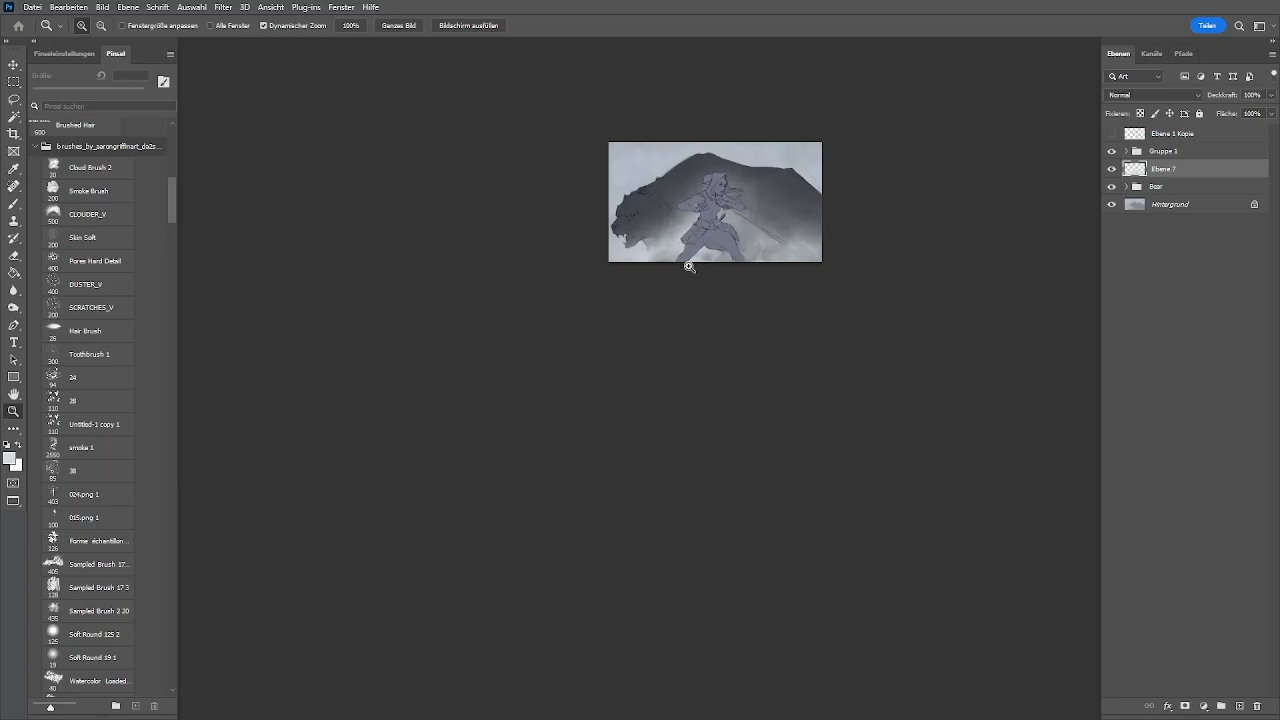 Ps Datei Bearbeiten Bild Ebene Schrift Auswahl Filter 3D Ansicht Plug-ins Fenster Hilfe
Fenstergröße anpassen Alle Fenster Dynamischer Zoom 100% Ganzes Bild Bildschirm ausfüllen Teilen
Pinseleinstellungen Pinsel
Größe:
Pinsel suchen
Brushed Hair
600
brushes_by_aarongriffinart_da2s...
Cloud Brush 2
20
Smoke Brush
200
CLOUDER_V
500
Skin Soft
200
Pores Hard Detail
400
DUSTER_V
400
SCRATCHES_V
200
Hair Brush
26
Toothbrush 1
300
24
94
28
110
Untitled-1 copy 1
110
smoke 1
2550
38
85
024.png 1
403
015.png 1
100
Forme échantillon...
126
Sampled Brush 17...
405
Sampled Brush 17 3
128
Sampled Brush 2 20
435
Soft Round 125 2
125
Soft Round 19 1
19
Watercolor Loaded...
40
Ebenen Kanäle Pfade
Art
Normal Deckkraft: 100%
Fixieren: Fläche: 100%
Ebene 1 Kopie
Gruppe 1
Ebene 7
Bear
Hintergrund